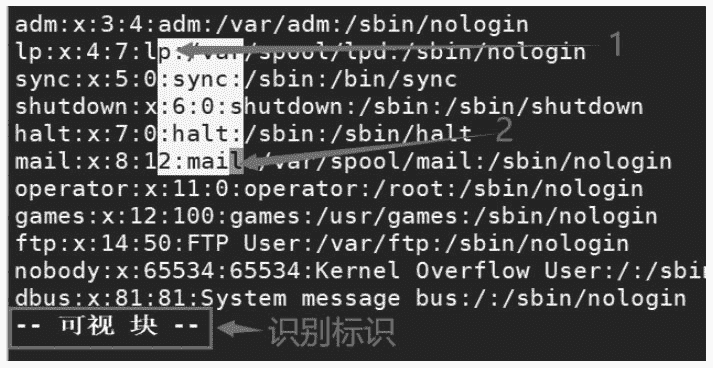 adm:x:3:4:adm:/var/adm:/sbin/nologin
lp:x:4:7:lp:/var/spool/lpd:/sbin/nologin
1
sync:x:5:0:sync:/sbin:/bin/sync
shutdown:x:6:0:shutdown:/sbin:/sbin/shutdown
halt:x:7:0:halt:/sbin:/sbin/halt
2
mail:x:8:12:mail:/var/spool/mail:/sbin/nologin
operator:x:11:0:operator:/root:/sbin/nologin
games:x:12:100:games:/usr/games:/sbin/nologin
ftp:x:14:50:FTP User:/var/ftp:/sbin/nologin
nobody:x:65534:65534:Kernel Overflow User:/:/sbin
dbus:x:81:81:System message bus:/:/sbin/nologin
-- 可视 块 --
识别标识